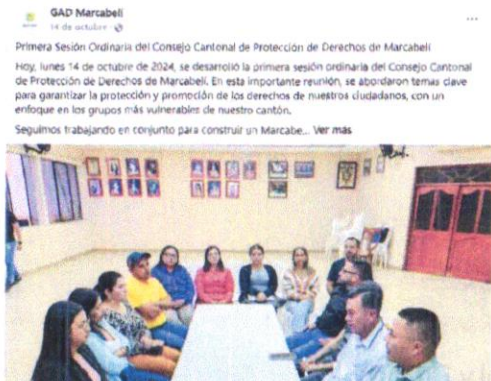 GAD Marcabelí
14 de octubre
Primera Sesión Ordinaria del Consejo Cantonal de Protección de Derechos de Marcabelí
Hoy, lunes 14 de octubre de 2024, se desarrolló la primera sesión ordinaria del Consejo Cantonal
de Protección de Derechos de Marcabelí. En esta importante reunión, se abordaron temas clave
para garantizar la protección y promoción de los derechos de nuestros ciudadanos, con un
enfoque en los grupos más vulnerables de nuestro cantón.
Seguimos trabajando en conjunto para construir un Marcabe... Ver más